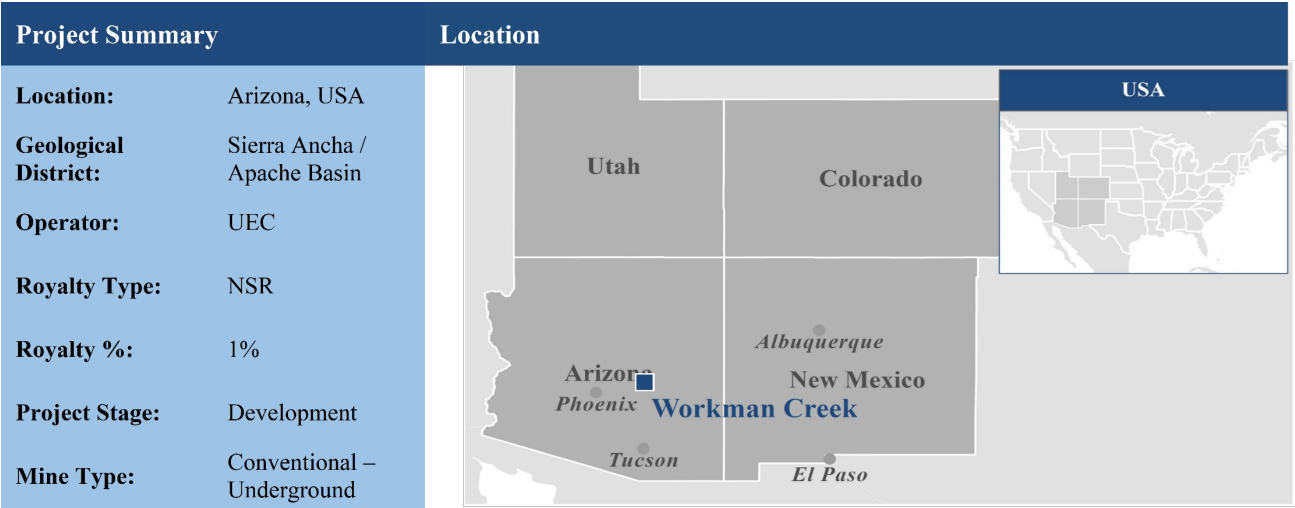 Project Summary
Location
Location:
Arizona, USA
Geological
District:
Sierra Ancha /
Apache Basin
Operator:
UEC
Royalty Type:
NSR
Royalty %:
1%
Project Stage:
Development
Mine Type:
Conventional –
Underground
USA
Utah
Colorado
Albuquerque
Arizona
New Mexico
Phoenix
Workman Creek
Tucson
El Paso